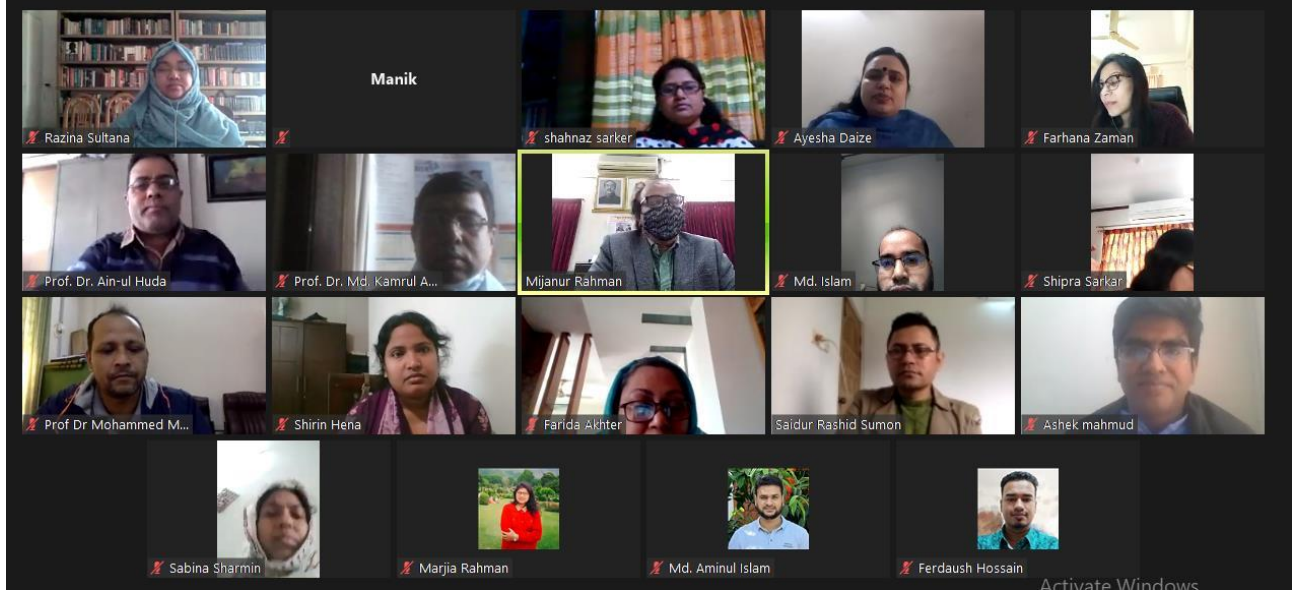 Manik
Razina Sultana
shahnaz sarker
Ayesha Daize
Farhana Zaman
Prof. Dr. Ain-ul Huda
Prof. Dr. Md. Kamrul A...
Mijanur Rahman
Md. Islam
Shipra Sarkar
Prof Dr Mohammed M...
Shirin Hena
Farida Akhter
Saidur Rashid Sumon
Ashek mahmud
Sabina Sharmin
Marjia Rahman
Md. Aminul Islam
Ferdaush Hossain
Activate Windows